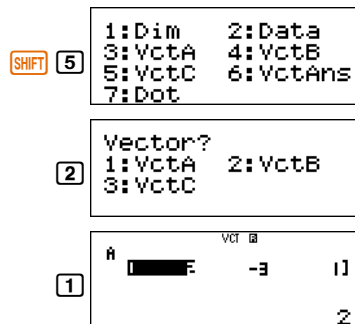 1:Dim 2:Data
3:VctA 4:VctB
SHIFT 5
5:VctC 6:VctAns
7:Dot
Vector?
1:VctA 2:VctB
2
3:VctC
VCT D
A
-3 1]
1
2